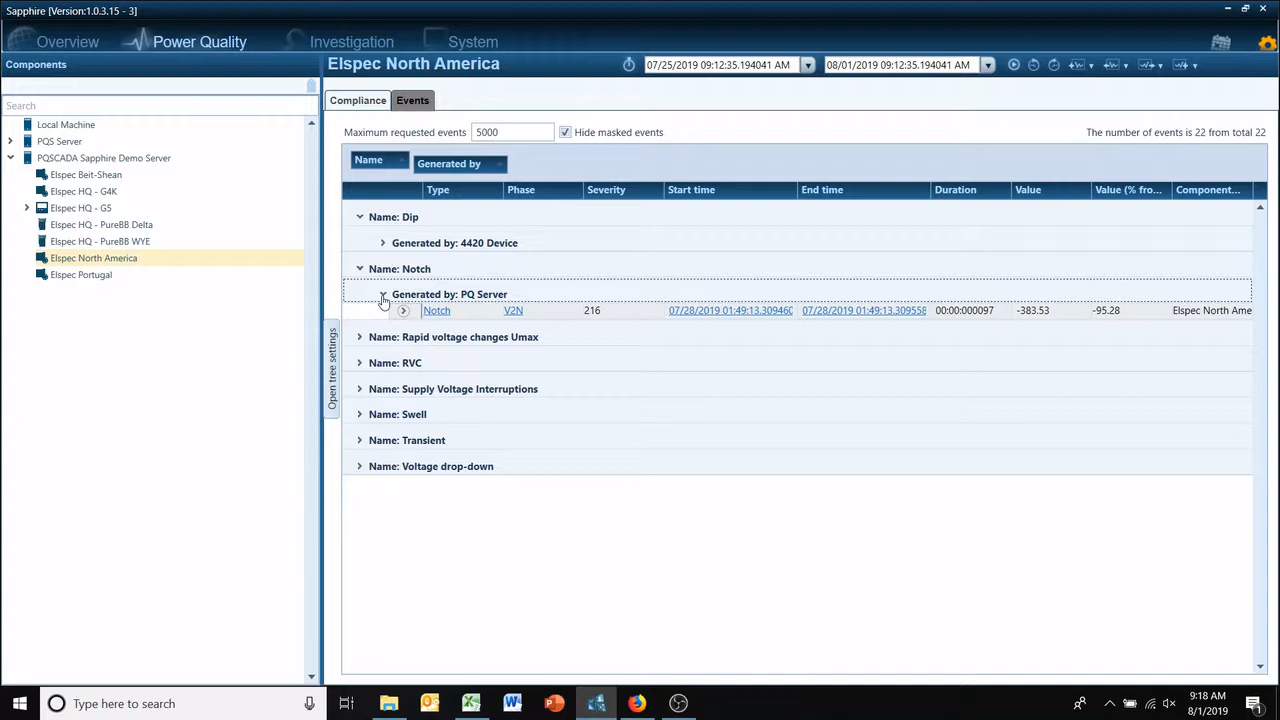 Sapphire [Version:1.0.3.15 - 3]
Overview Power Quality Investigation System
Components
Elspec North America
07/25/2019 09:12:35.194041 AM 08/01/2019 09:12:35.194041 AM
Search
Local Machine
PQS Server
PQSCADA Sapphire Demo Server
Elspec Beit-Shean
Elspec HQ - G4K
Elspec HQ - G5
Elspec HQ - PureBB Delta
Elspec HQ - PureBB WYE
Elspec North America
Elspec Portugal
Open tree settings
Compliance Events
Maximum requested events 5000 Hide masked events The number of events is 22 from total 22
Name Generated by
Type Phase Severity Start time End time Duration Value Value (% fro... Component...
Name: Dip
Generated by: 4420 Device
Name: Notch
Generated by: PQ Server
Notch V2N 216 07/28/2019 01:49:13.309460 07/28/2019 01:49:13.309558 00:00:000097 -383.53 -95.28 Elspec North Ame
Name: Rapid voltage changes Umax
Name: RVC
Name: Supply Voltage Interruptions
Name: Swell
Name: Transient
Name: Voltage drop-down
Type here to search
9:18 AM
8/1/2019
1